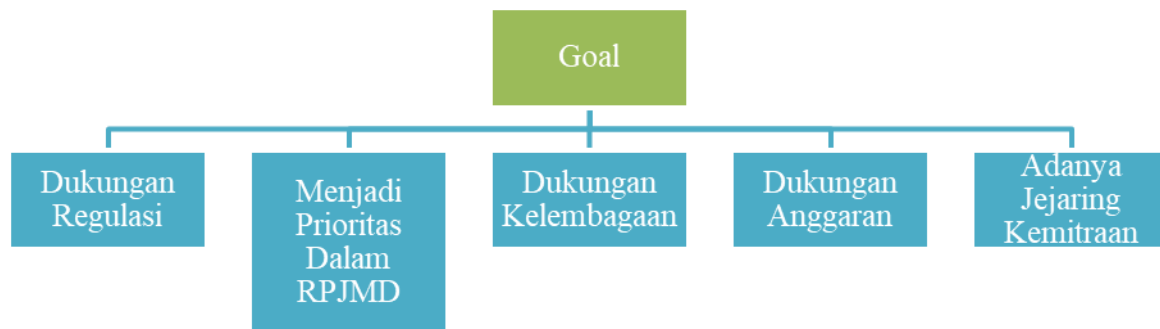 Goal
Dukungan
Regulasi
Menjadi
Prioritas
Dalam
RPJMD
Dukungan
Kelembagaan
Dukungan
Anggaran
Adanya
Jejaring
Kemitraan